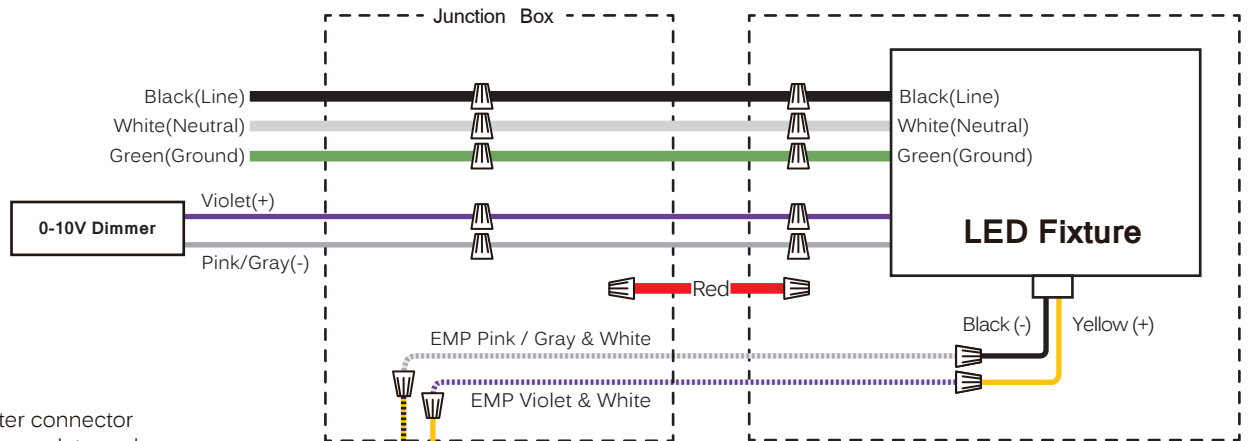 Junction Box
Black(Line)
Black(Line)
White(Neutral)
White(Neutral)
Green(Ground)
Green(Ground)
Violet(+)
0-10V Dimmer
LED Fixture
Pink/Gray(-)
Red
Black (-)
Yellow (+)
EMP Pink / Gray & White
EMP Violet & White
ter connector